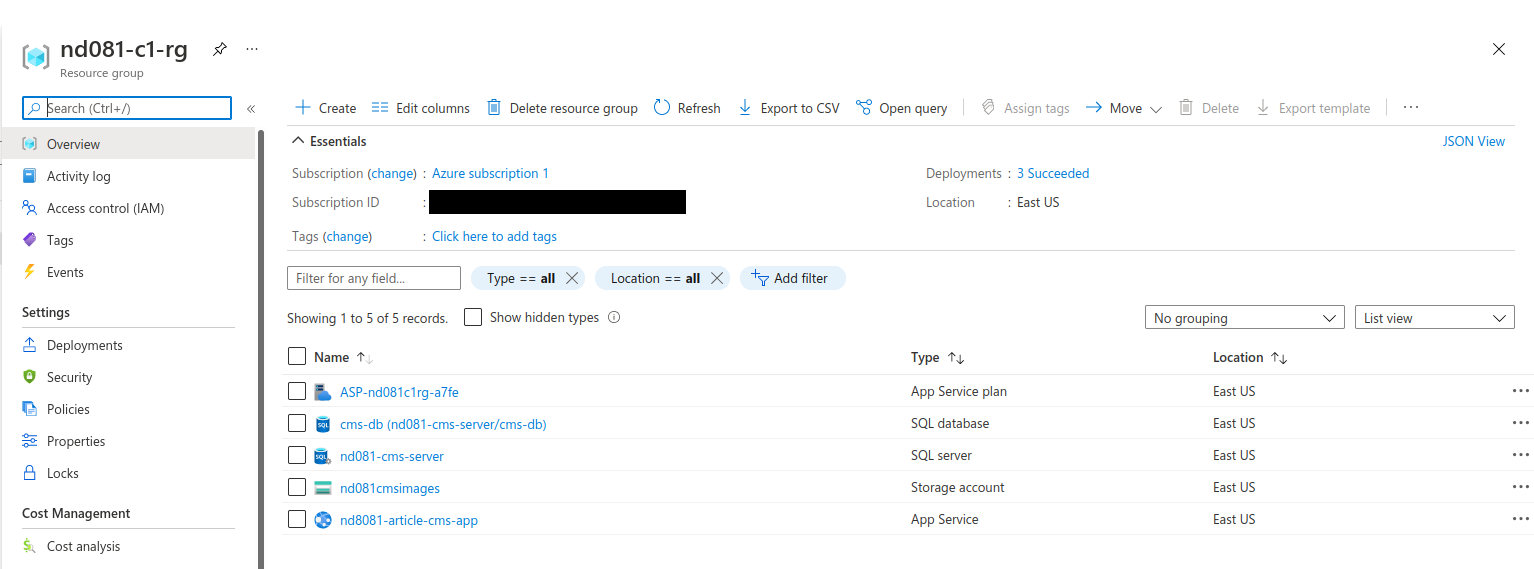 nd081-c1-rg
Resource group
Search (Ctrl+/)
Overview
Activity log
Access control (IAM)
Tags
Events
Settings
Deployments
Security
Policies
Properties
Locks
Cost Management
Cost analysis
Create Edit columns Delete resource group Refresh Export to CSV Open query Assign tags Move Delete Export template
Essentials JSON View
Subscription (change) : Azure subscription 1 Deployments : 3 Succeeded
Subscription ID : Location : East US
Tags (change) : Click here to add tags
Filter for any field... Type == all Location == all Add filter
Showing 1 to 5 of 5 records. Show hidden types No grouping List view
Name Type Location
ASP-nd081c1rg-a7fe App Service plan East US
cms-db (nd081-cms-server/cms-db) SQL database East US
nd081-cms-server SQL server East US
nd081cmsimages Storage account East US
nd8081-article-cms-app App Service East US